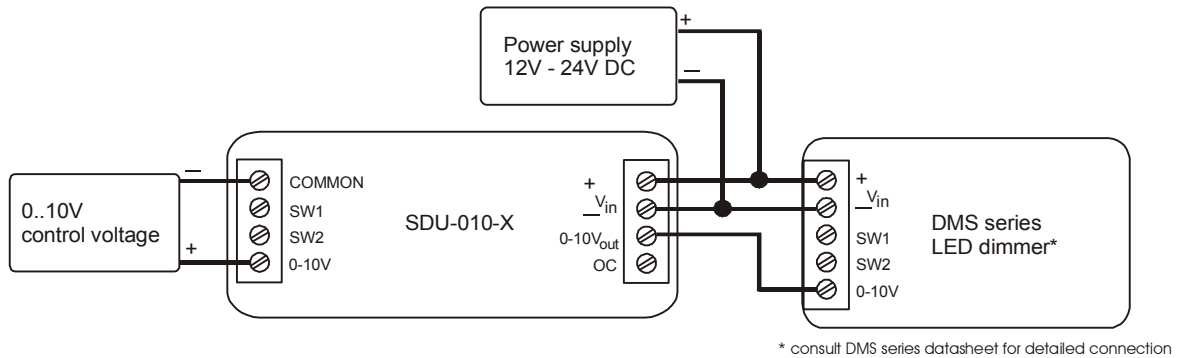 +
Power supply
12V - 24V DC
—
—
COMMON
SW1
SW2
0-10V
+
0..10V
control voltage
SDU-010-X
+
— Vin
0-10Vout
OC
+
— Vin
SW1
SW2
0-10V
DMS series
LED dimmer*
* consult DMS series datasheet for detailed connection